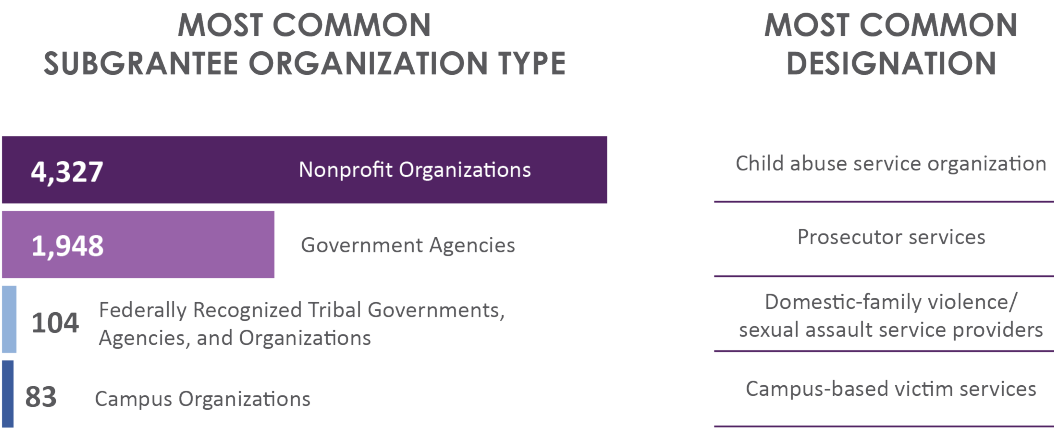 MOST COMMON
SUBGRANTEE ORGANIZATION TYPE
MOST COMMON
DESIGNATION
4,327 Nonprofit Organizations
Child abuse service organization
1,948 Government Agencies
Prosecutor services
104 Federally Recognized Tribal Governments,
Agencies, and Organizations
Domestic-family violence/
sexual assault service providers
83 Campus Organizations
Campus-based victim services